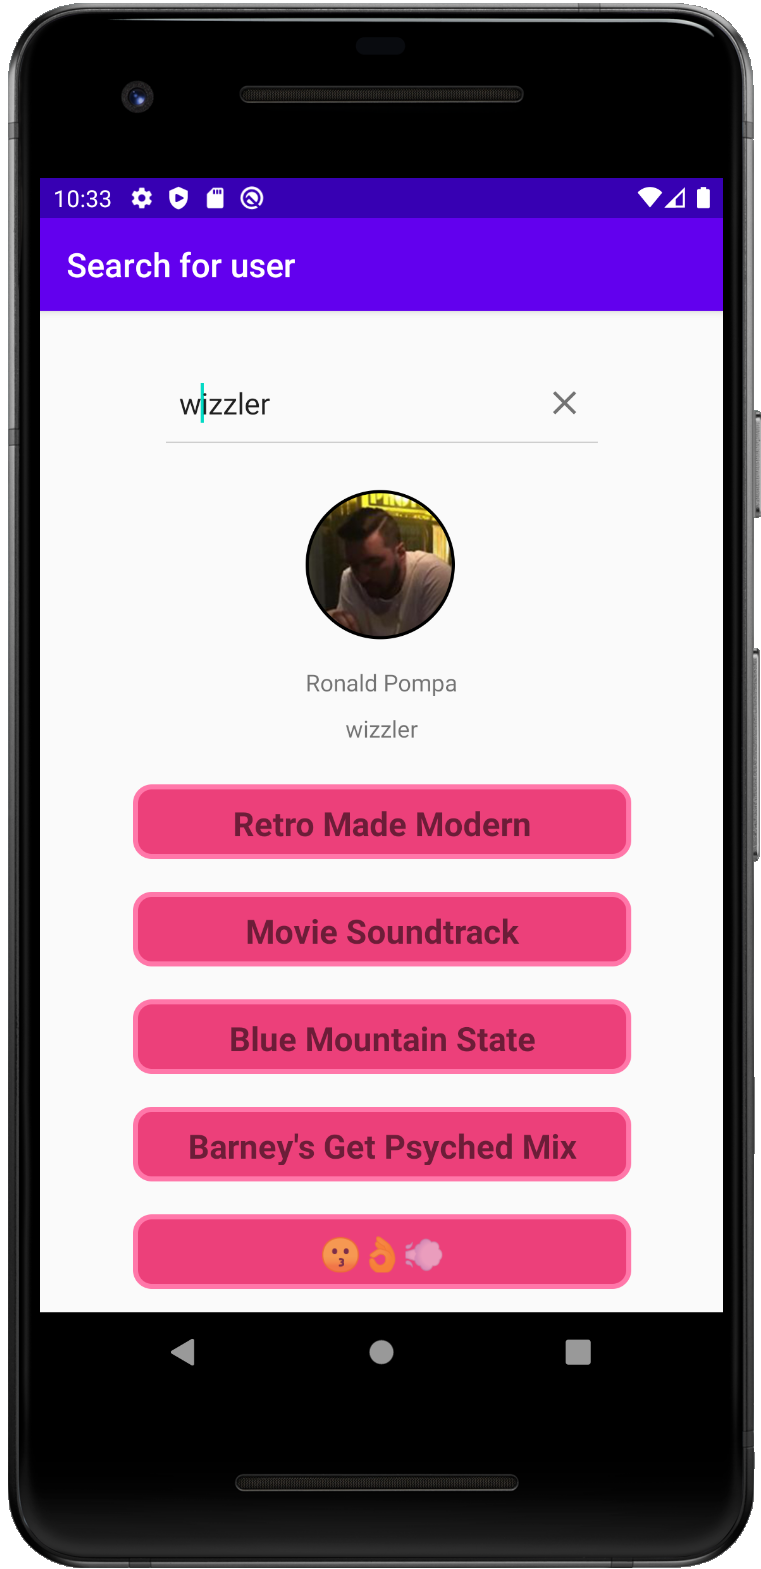 10:33
Search for user
wizzler
Ronald Pompa
wizzler
Retro Made Modern
Movie Soundtrack
Blue Mountain State
Barney's Get Psyched Mix
😗👌💨